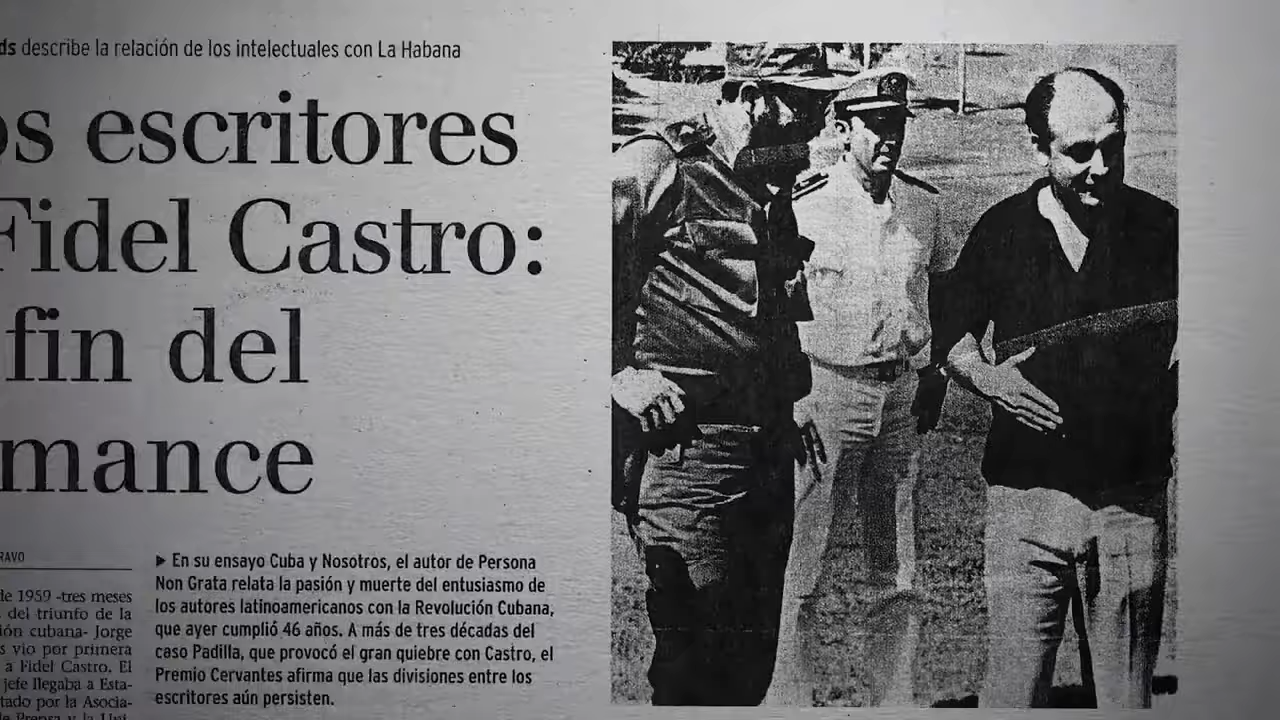 ds describe la relación de los intelectuales con La Habana
os escritores
Fidel Castro:
fin del
mance
RAVO
▶ En su ensayo Cuba y Nosotros, el autor de Persona
Non Grata relata la pasión y muerte del entusiasmo de
los autores latinoamericanos con la Revolución Cubana,
que ayer cumplió 46 años. A más de tres décadas del
caso Padilla, que provocó el gran quiebre con Castro, el
Premio Cervantes afirma que las divisiones entre los
escritores aún persisten.
de 1959 -tres meses
del triunfo de la
ión cubana- Jorge
s vio por primera
a Fidel Castro. El
jefe llegaba a Esta-
tado por la Asocia-
de Prensa y la Uni-